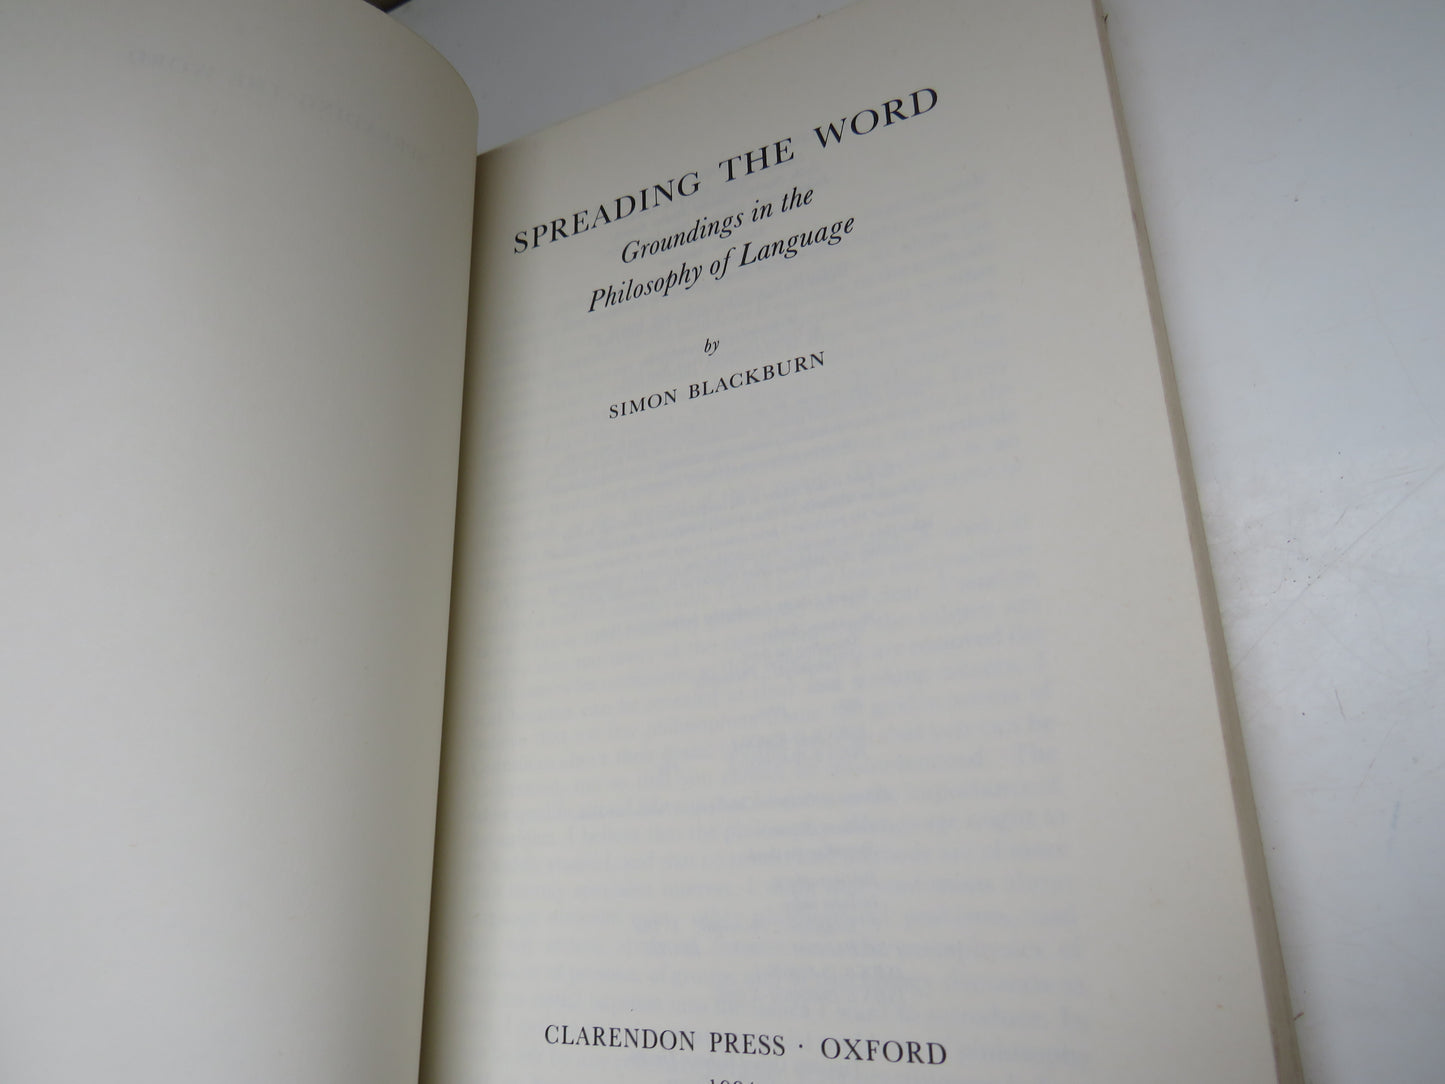 SPREADING THE WORD
Groundings in the
Philosophy of Language
by
SIMON BLACKBURN
CLARENDON PRESS · OXFORD